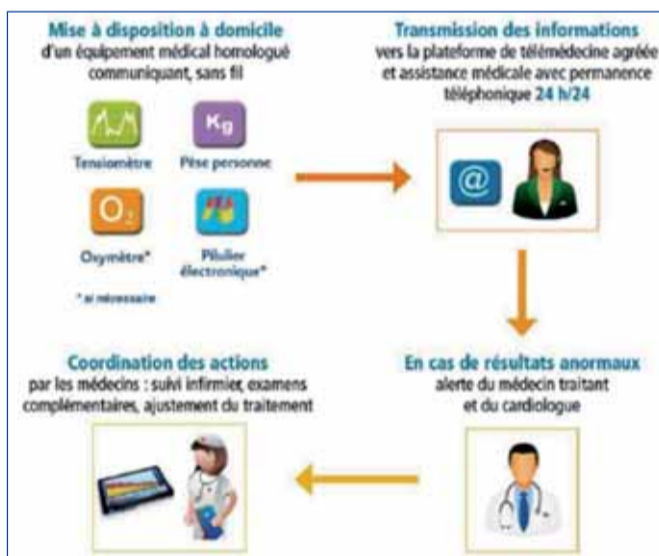 Mise à disposition à domicile
d'un équipement médical homologué
communiquant, sans fil
Kg
Tensiomètre
Pèse personne
O₂
Oxymètre*
Pilulier
électronique*
* si nécessaire
Transmission des informations
vers la plateforme de télémédecine agréée
et assistance médicale avec permanence
téléphonique 24 h/24
@
En cas de résultats anormaux
alerte du médecin traitant
et du cardiologue
Coordination des actions
par les médecins : suivi infirmier, examens
complémentaires, ajustement du traitement